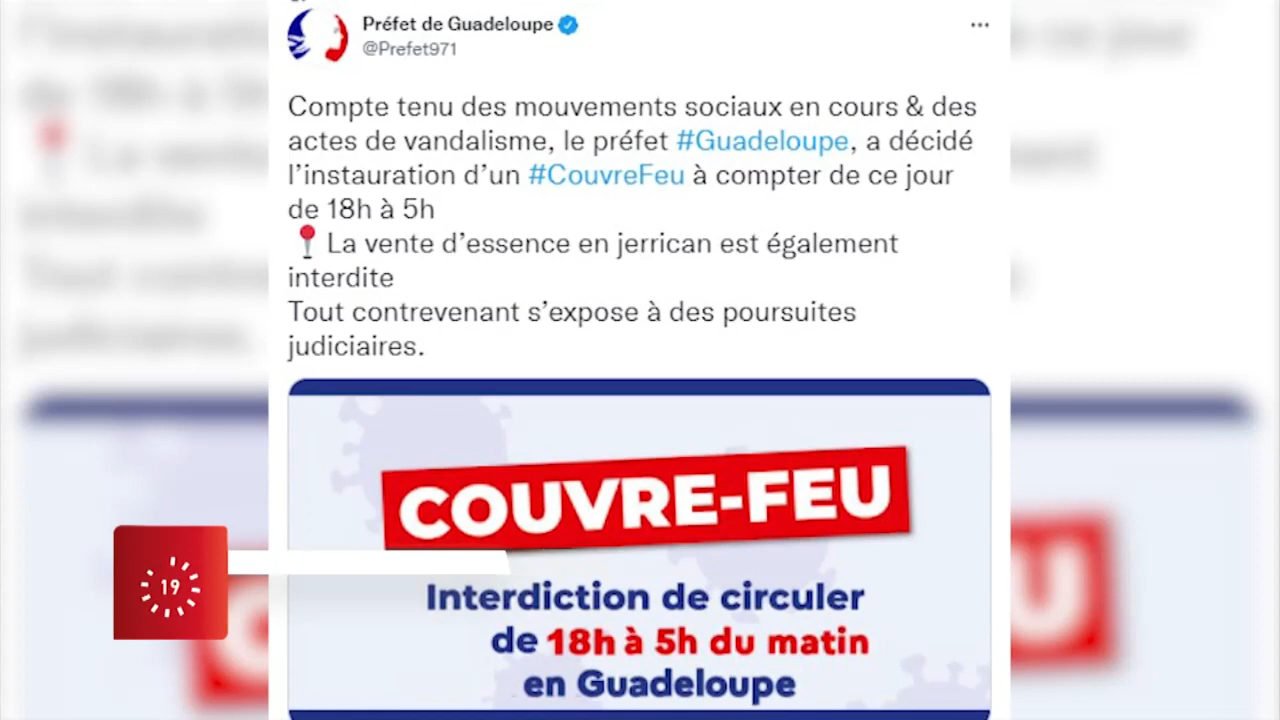 Préfet de Guadeloupe
@Prefet971
Compte tenu des mouvements sociaux en cours & des
actes de vandalisme, le préfet #Guadeloupe, a décidé
l’instauration d’un #CouvreFeu à compter de ce jour
de 18h à 5h
📍 La vente d’essence en jerrican est également
interdite
Tout contrevenant s’expose à des poursuites
judiciaires.
COUVRE-FEU
Interdiction de circuler
de 18h à 5h du matin
en Guadeloupe
19